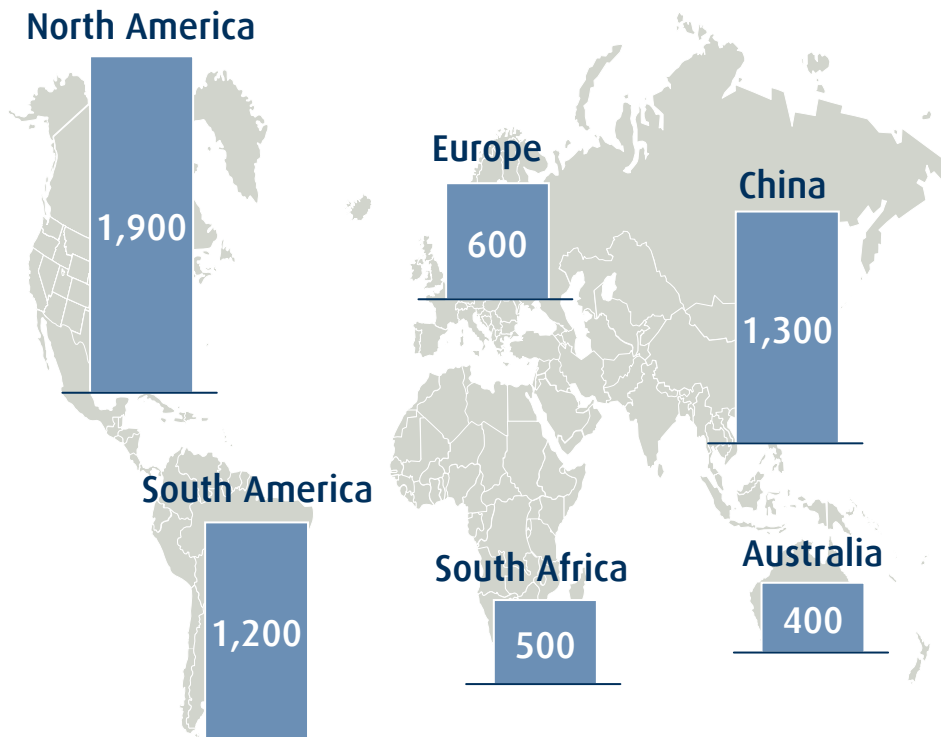 North America
1,900
Europe
600
China
1,300
South America
1,200
South Africa
500
Australia
400